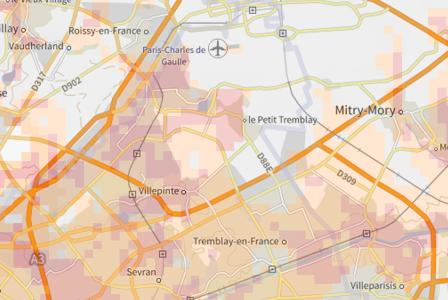 Roissy-en-France
Vaudherland
Paris-Charles de
Gaulle
D317
D902
le Petit Tremblay
Mitry-Mory
D88E
D309
Villepinte
Tremblay-en-France
A3
Sevran
Villeparisis